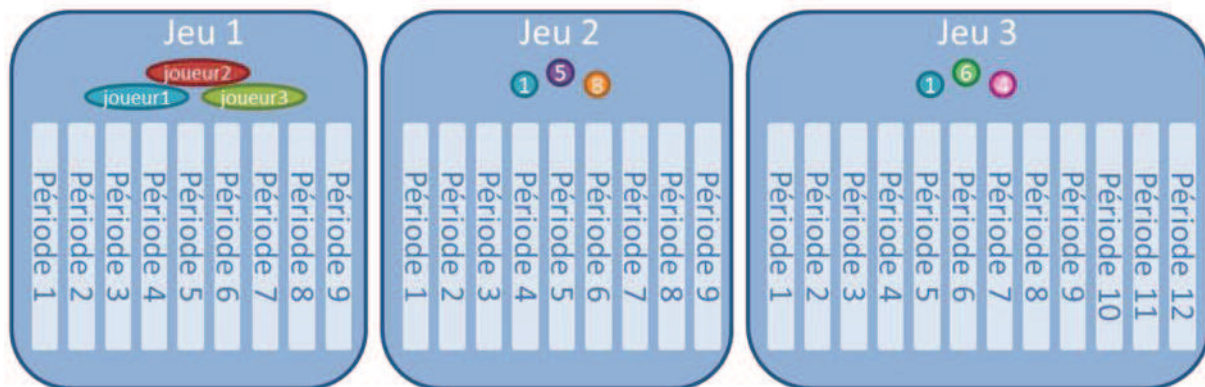 Jeu 1
joueur2
joueur1
joueur3
Période 1
Période 2
Période 3
Période 4
Période 5
Période 6
Période 7
Période 8
Période 9
Jeu 2
5
1
8
Période 1
Période 2
Période 3
Période 4
Période 5
Période 6
Période 7
Période 8
Période 9
Jeu 3
6
1
4
Période 1
Période 2
Période 3
Période 4
Période 5
Période 6
Période 7
Période 8
Période 9
Période 10
Période 11
Période 12